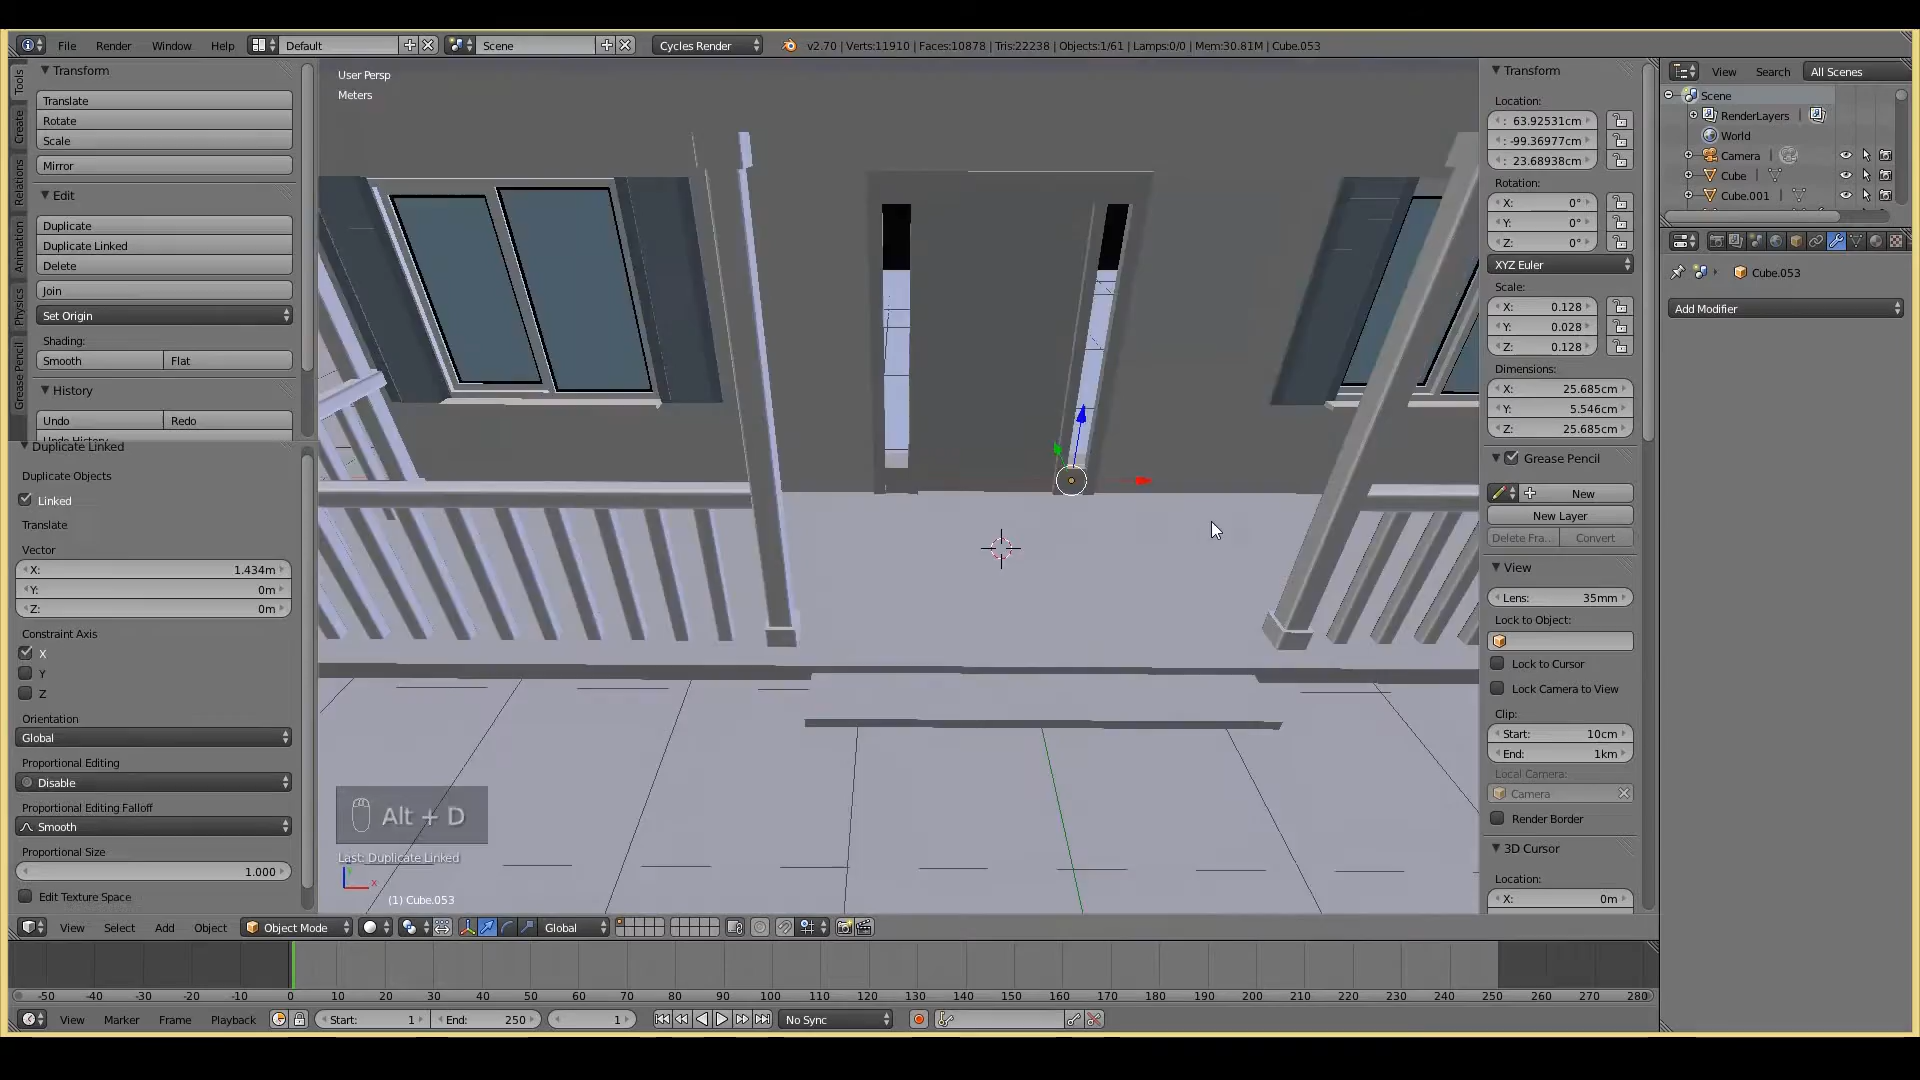 File Render Window Help Default Scene Cycles Render v2.70 | Verts:11910 | Faces:10878 | Tris:22238 | Objects:1/61 | Lamps:0/0 | Mem:30.81M | Cube.053
Tools
Create
Relations
Animation
Physics
Grease Pencil
Transform
Translate
Rotate
Scale
Mirror
Edit
Duplicate
Duplicate Linked
Delete
Join
Set Origin
Shading:
Smooth Flat
History
Undo Redo
Duplicate Linked
Duplicate Objects
Linked
Translate
Vector
X: 1.434m
Y: 0m
Z: 0m
Constraint Axis
X
Y
Z
Orientation
Global
Proportional Editing
Disable
Proportional Editing Falloff
Smooth
Proportional Size
1.000
Edit Texture Space
User Persp
Meters
Alt + D
Last: Duplicate Linked
(1) Cube.053
Transform
Location:
: 63.92531cm
: -99.36977cm
: 23.68938cm
Rotation:
X: 0°
Y: 0°
Z: 0°
XYZ Euler
Scale:
X: 0.128
Y: 0.028
Z: 0.128
Dimensions:
X: 25.685cm
Y: 5.546cm
Z: 25.685cm
Grease Pencil
New
New Layer
Delete Fra... Convert
View
Lens: 35mm
Lock to Object:
Lock to Cursor
Lock Camera to View
Clip:
Start: 10cm
End: 1km
Local Camera:
Camera
Render Border
3D Cursor
Location:
X: 0m
View Search All Scenes
Scene
RenderLayers
World
Camera
Cube
Cube.001
Cube.053
Add Modifier
View Select Add Object Object Mode Global
-50 -40 -30 -20 -10 0 10 20 30 40 50 60 70 80 90 100 110 120 130 140 150 160 170 180 190 200 210 220 230 240 250 260 270 280
View Marker Frame Playback Start: 1 End: 250 1 No Sync